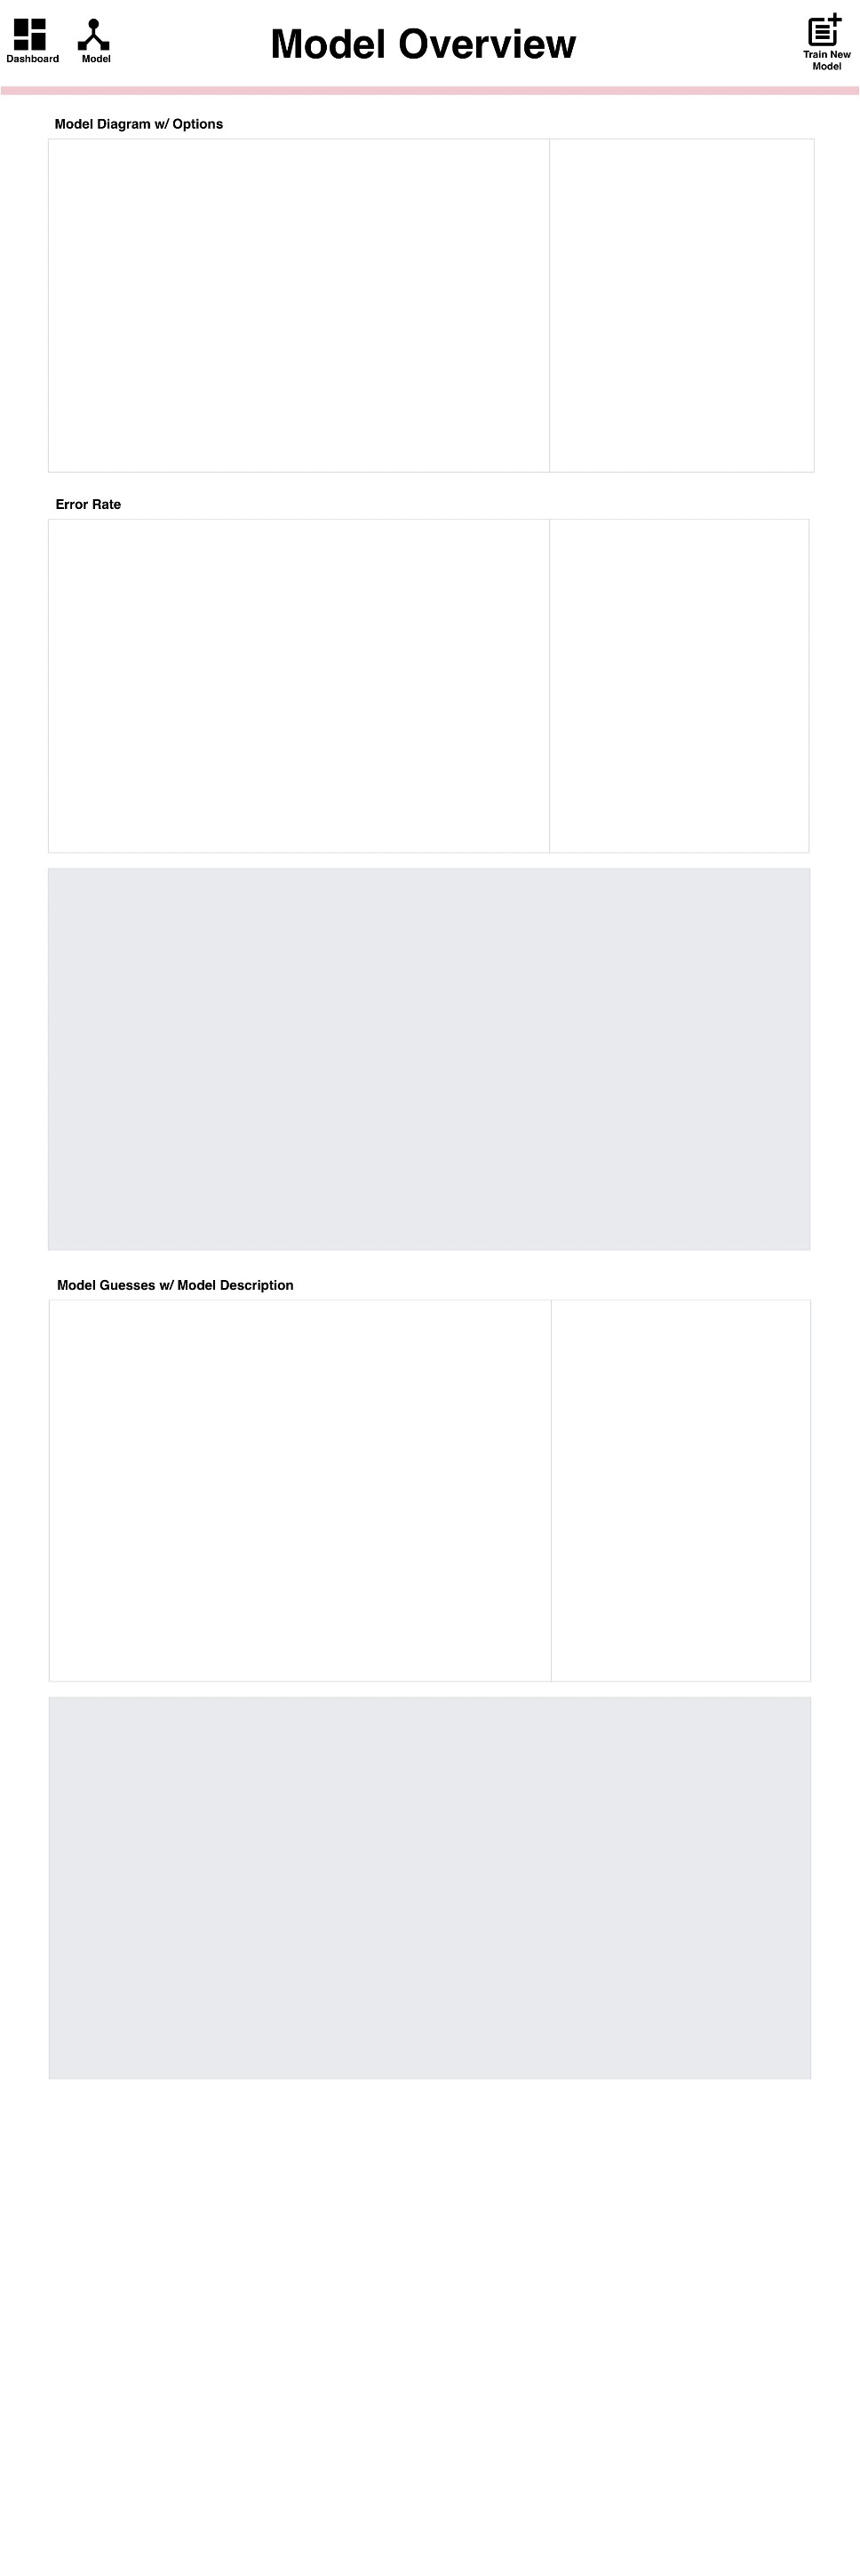 Dashboard
Model
Model Overview
Train New
Model
Model Diagram w/ Options
Error Rate
Model Guesses w/ Model Description